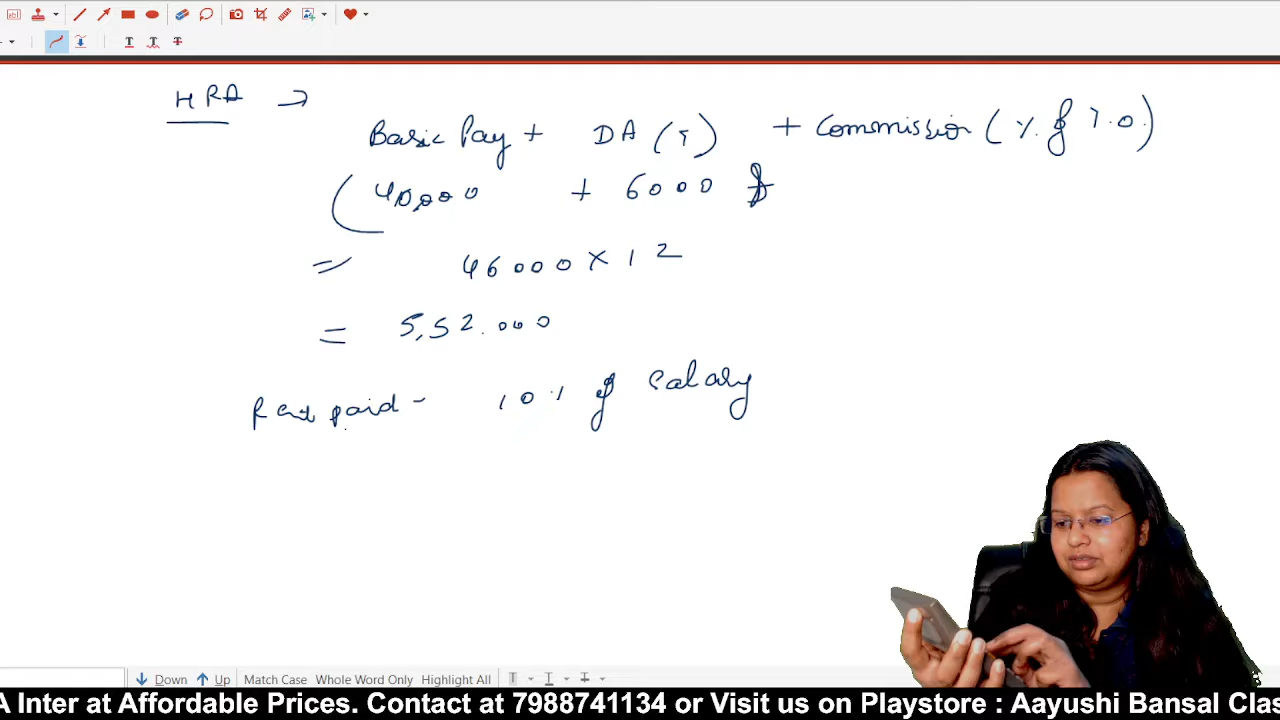 HRA →
Basic Pay + DA (T) + Commission (% of T.O.)
(40,000 + 6000
= 46000 × 12
= 5,52,000
Rent paid - 10% of salary
Down Up Match Case Whole Word Only Highlight All
A Inter at Affordable Prices. Contact at 7988741134 or Visit us on Playstore : Aayushi Bansal Clas